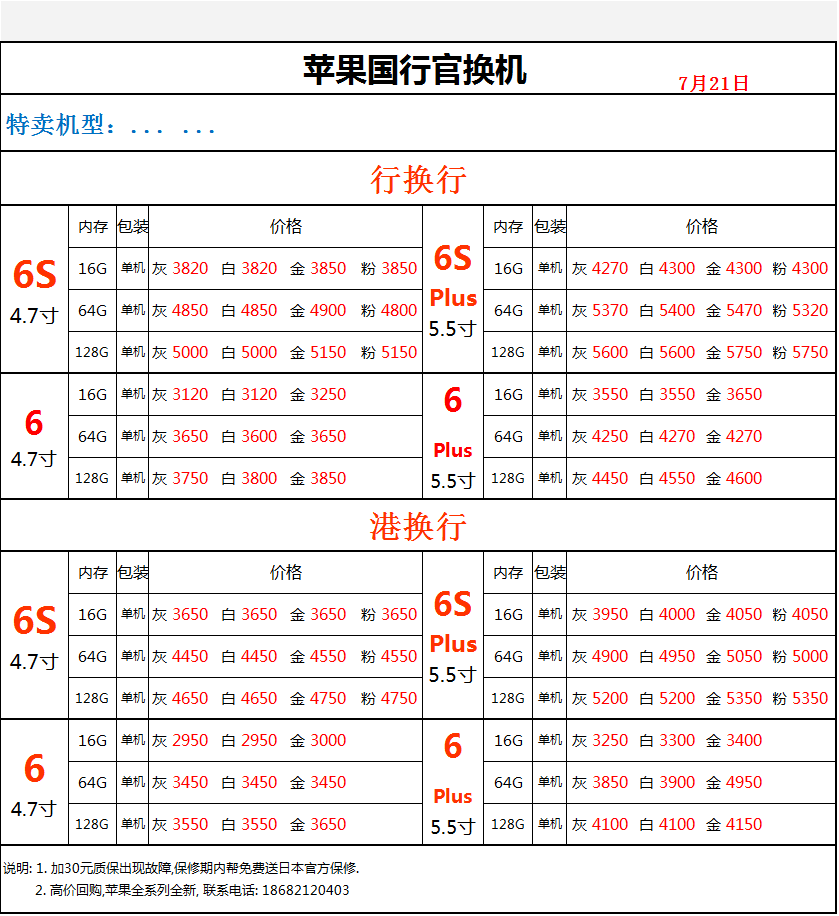 苹果国行官换机
7月21日
特卖机型：... ...
行换行
6S
4.7寸
内存 包装 价格
16G 单机 灰 3820 白 3820 金 3850 粉 3850
64G 单机 灰 4850 白 4850 金 4900 粉 4800
128G 单机 灰 5000 白 5000 金 5150 粉 5150
6S
Plus
5.5寸
内存 包装 价格
16G 单机 灰 4270 白 4300 金 4300 粉 4300
64G 单机 灰 5370 白 5400 金 5470 粉 5320
128G 单机 灰 5600 白 5600 金 5750 粉 5750
6
4.7寸
16G 单机 灰 3120 白 3120 金 3250
64G 单机 灰 3650 白 3600 金 3650
128G 单机 灰 3750 白 3800 金 3850
6
Plus
5.5寸
16G 单机 灰 3550 白 3550 金 3650
64G 单机 灰 4250 白 4270 金 4270
128G 单机 灰 4450 白 4550 金 4600
港换行
6S
4.7寸
内存 包装 价格
16G 单机 灰 3650 白 3650 金 3650 粉 3650
64G 单机 灰 4450 白 4450 金 4550 粉 4550
128G 单机 灰 4650 白 4650 金 4750 粉 4750
6S
Plus
5.5寸
内存 包装 价格
16G 单机 灰 3950 白 4000 金 4050 粉 4050
64G 单机 灰 4900 白 4950 金 5050 粉 5000
128G 单机 灰 5200 白 5200 金 5350 粉 5350
6
4.7寸
16G 单机 灰 2950 白 2950 金 3000
64G 单机 灰 3450 白 3450 金 3450
128G 单机 灰 3550 白 3550 金 3650
6
Plus
5.5寸
16G 单机 灰 3250 白 3300 金 3400
64G 单机 灰 3850 白 3900 金 4950
128G 单机 灰 4100 白 4100 金 4150
说明: 1. 加30元质保出现故障,保修期内帮免费送日本官方保修.
2. 高价回购,苹果全系列全新, 联系电话: 18682120403